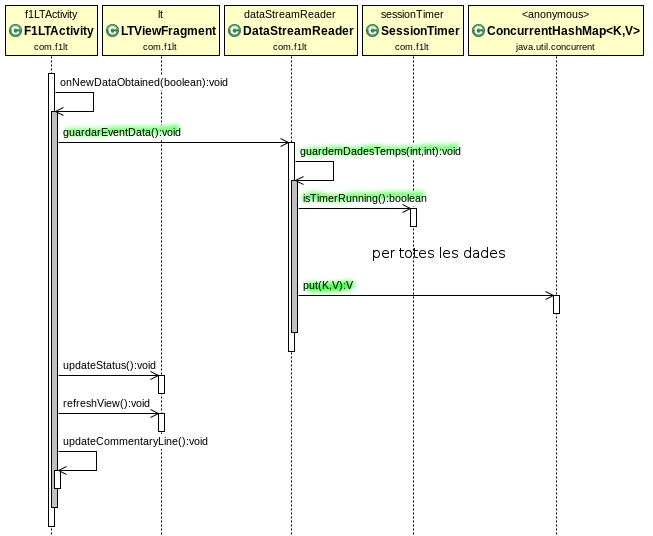 f1LTActivity
F1LTActivity
com.f1lt
lt
LTViewFragment
com.f1lt
dataStreamReader
DataStreamReader
com.f1lt
sessionTimer
SessionTimer
com.f1lt
<anonymous>
ConcurrentHashMap<K,V>
java.util.concurrent
onNewDataObtained(boolean):void
guardarEventData():void
guardemDadesTemps(int,int):void
isTimerRunning():boolean
per totes les dades
put(K,V):V
updateStatus():void
refreshView():void
updateCommentaryLine():void